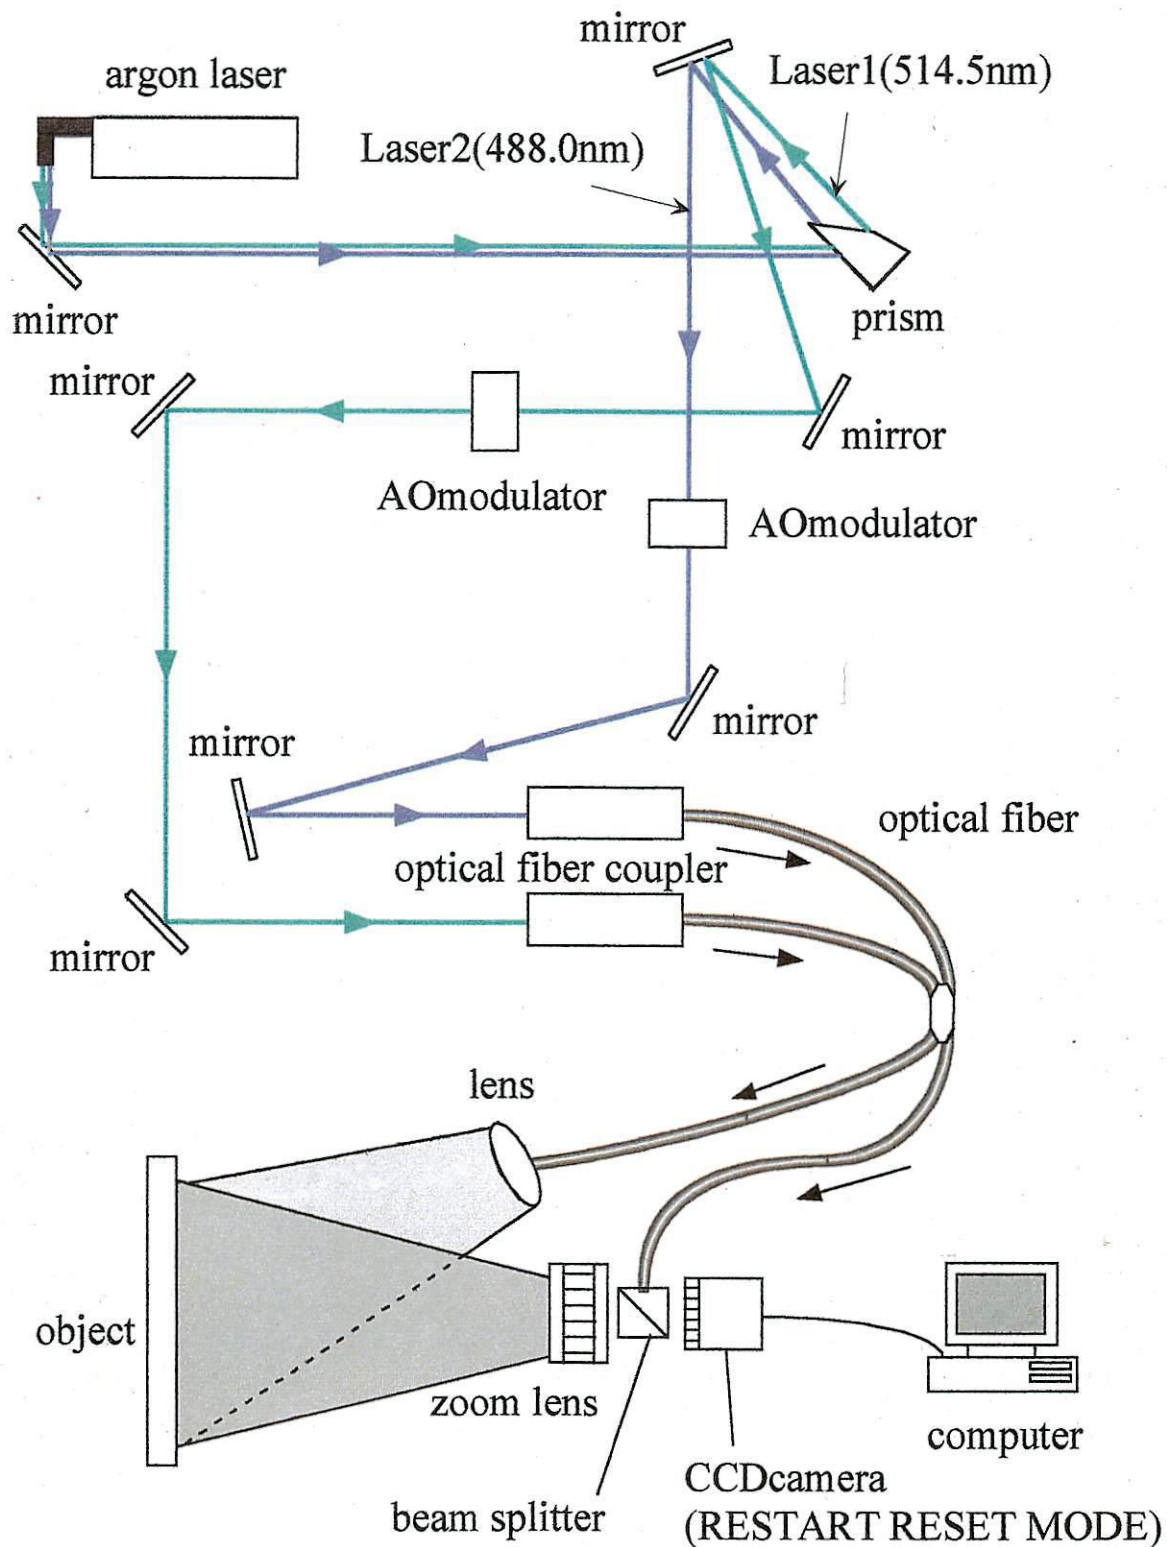 mirror
argon laser
Laser1(514.5nm)
Laser2(488.0nm)
mirror
prism
mirror
mirror
AOmodulator
AOmodulator
mirror
mirror
optical fiber
optical fiber coupler
mirror
lens
object
zoom lens
computer
CCDcamera
beam splitter
(RESTART RESET MODE)